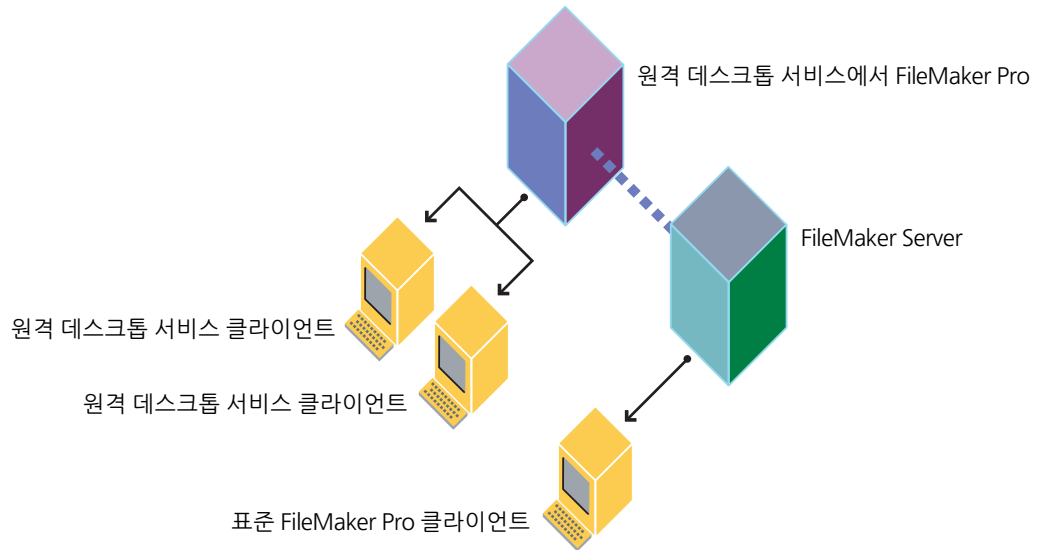 원격 데스크톱 서비스에서 FileMaker Pro
FileMaker Server
원격 데스크톱 서비스 클라이언트
원격 데스크톱 서비스 클라이언트
표준 FileMaker Pro 클라이언트